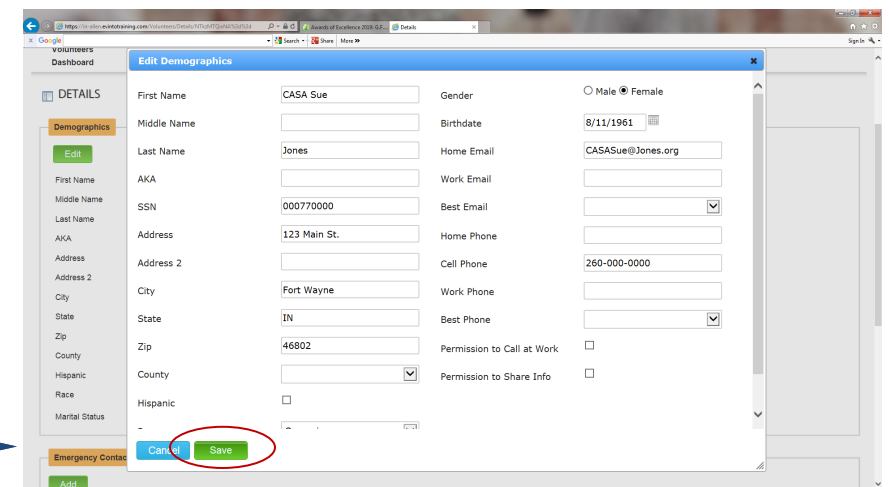 https://in-allen.evintotraining.com/Volunteers/Details/
Awards of Excellence 2019: G.F...
Details
x Google
Search
Share
More >>
Sign In
Volunteers
Dashboard
DETAILS
Demographics
Edit
First Name
Middle Name
Last Name
AKA
Address
Address 2
City
State
Zip
County
Hispanic
Race
Marital Status
Emergency Contac
Add
Edit Demographics
First Name CASA Sue
Middle Name
Last Name Jones
AKA
SSN 000770000
Address 123 Main St.
Address 2
City Fort Wayne
State IN
Zip 46802
County
Hispanic
Gender Male Female
Birthdate 8/11/1961
Home Email CASASue@Jones.org
Work Email
Best Email
Home Phone
Cell Phone 260-000-0000
Work Phone
Best Phone
Permission to Call at Work
Permission to Share Info
Cancel Save